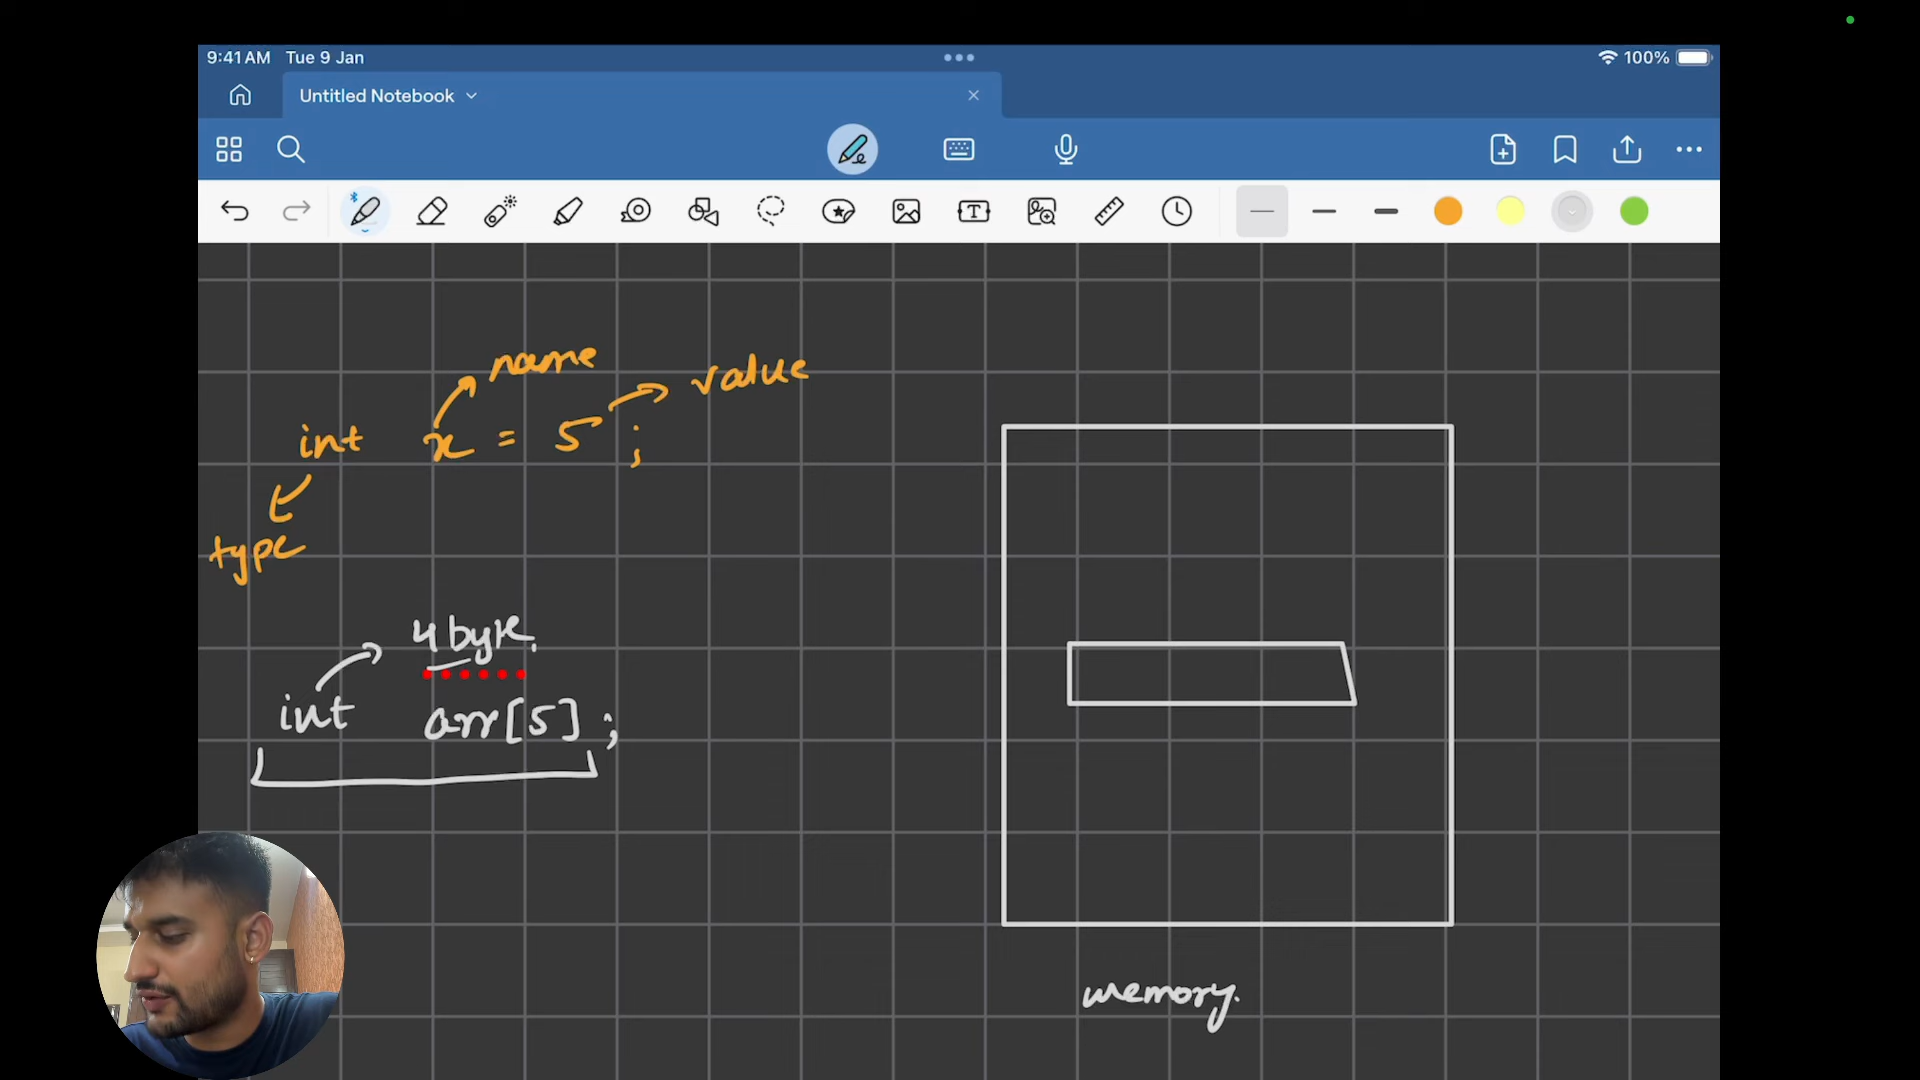 9:41 AM Tue 9 Jan 100%
Untitled Notebook
name
value
int x = 5 ;
type
4 byte.
int arr[5] ;
memory.